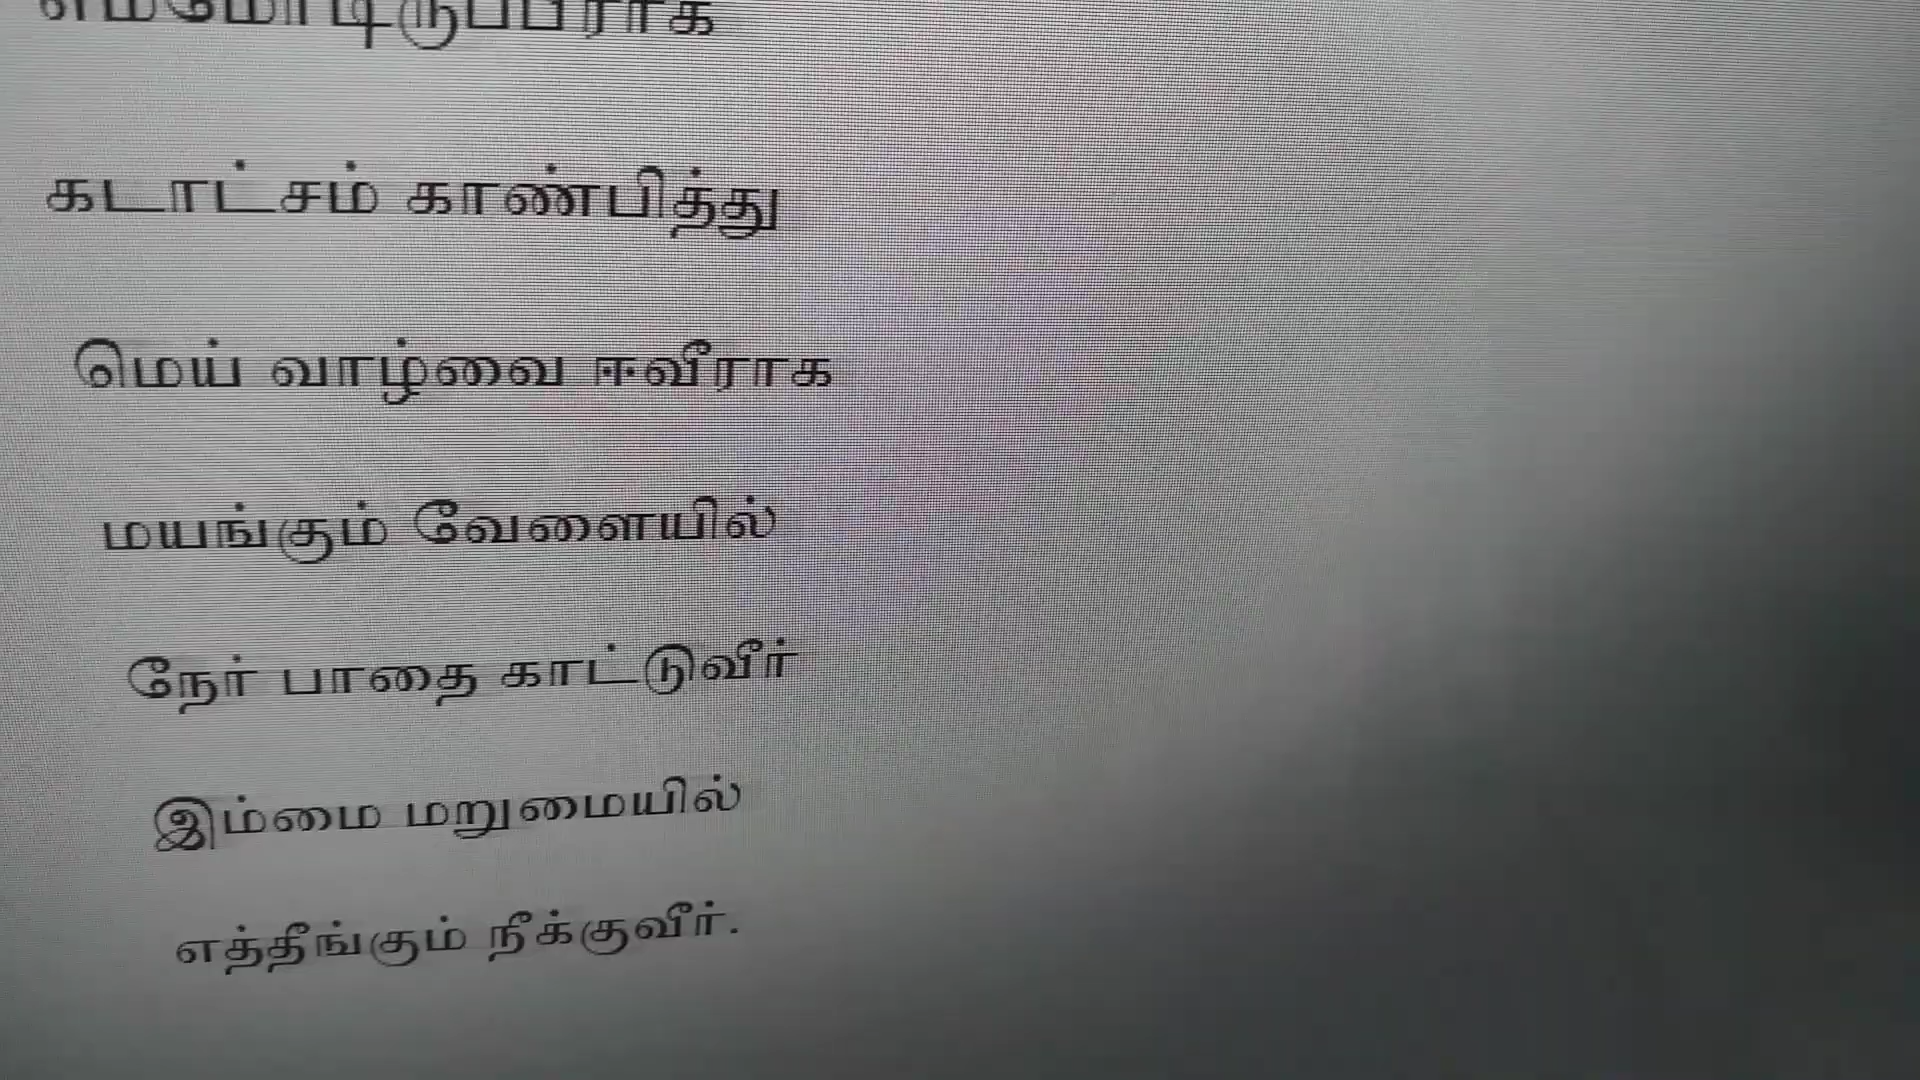 கடாட்சம் காண்பித்து
மெய் வாழ்வை ஈவீராக
மயங்கும் வேளையில்
நேர் பாதை காட்டுவீர்
இம்மை மறுமையில்
எத்தீங்கும் நீக்குவீர்.